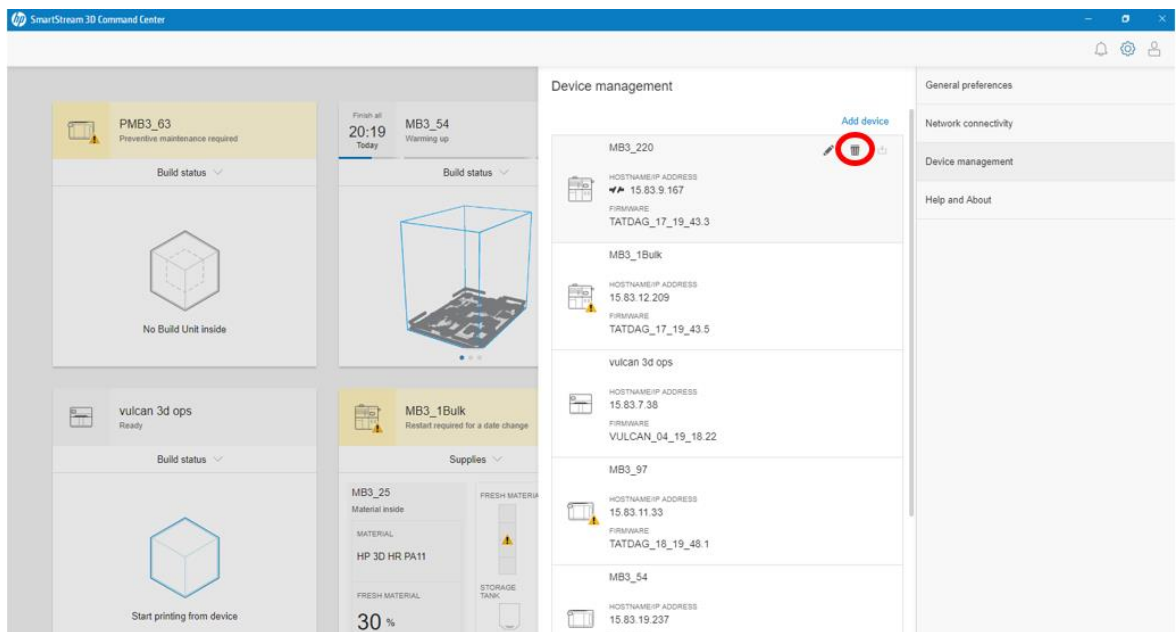 hp SmartStream 3D Command Center
PMB3_63
Preventive maintenance required
Build status
No Build Unit inside
Finish all
20:19
Today
MB3_54
Warming up
Build status
vulcan 3d ops
Ready
Build status
Start printing from device
MB3_1Bulk
Restart required for a date change
Supplies
MB3_25
Material inside
MATERIAL
HP 3D HR PA11
FRESH MATERIAL
30 %
FRESH MATERIA
STORAGE
TANK
Device management
Add device
MB3_220
HOSTNAME/IP ADDRESS
15.83.9.167
FIRMWARE
TATDAG_17_19_43.3
MB3_1Bulk
HOSTNAME/IP ADDRESS
15.83.12.209
FIRMWARE
TATDAG_17_19_43.5
vulcan 3d ops
HOSTNAME/IP ADDRESS
15.83.7.38
FIRMWARE
VULCAN_04_19_18.22
MB3_97
HOSTNAME/IP ADDRESS
15.83.11.33
FIRMWARE
TATDAG_18_19_48.1
MB3_54
HOSTNAME/IP ADDRESS
15.83.19.237
General preferences
Network connectivity
Device management
Help and About